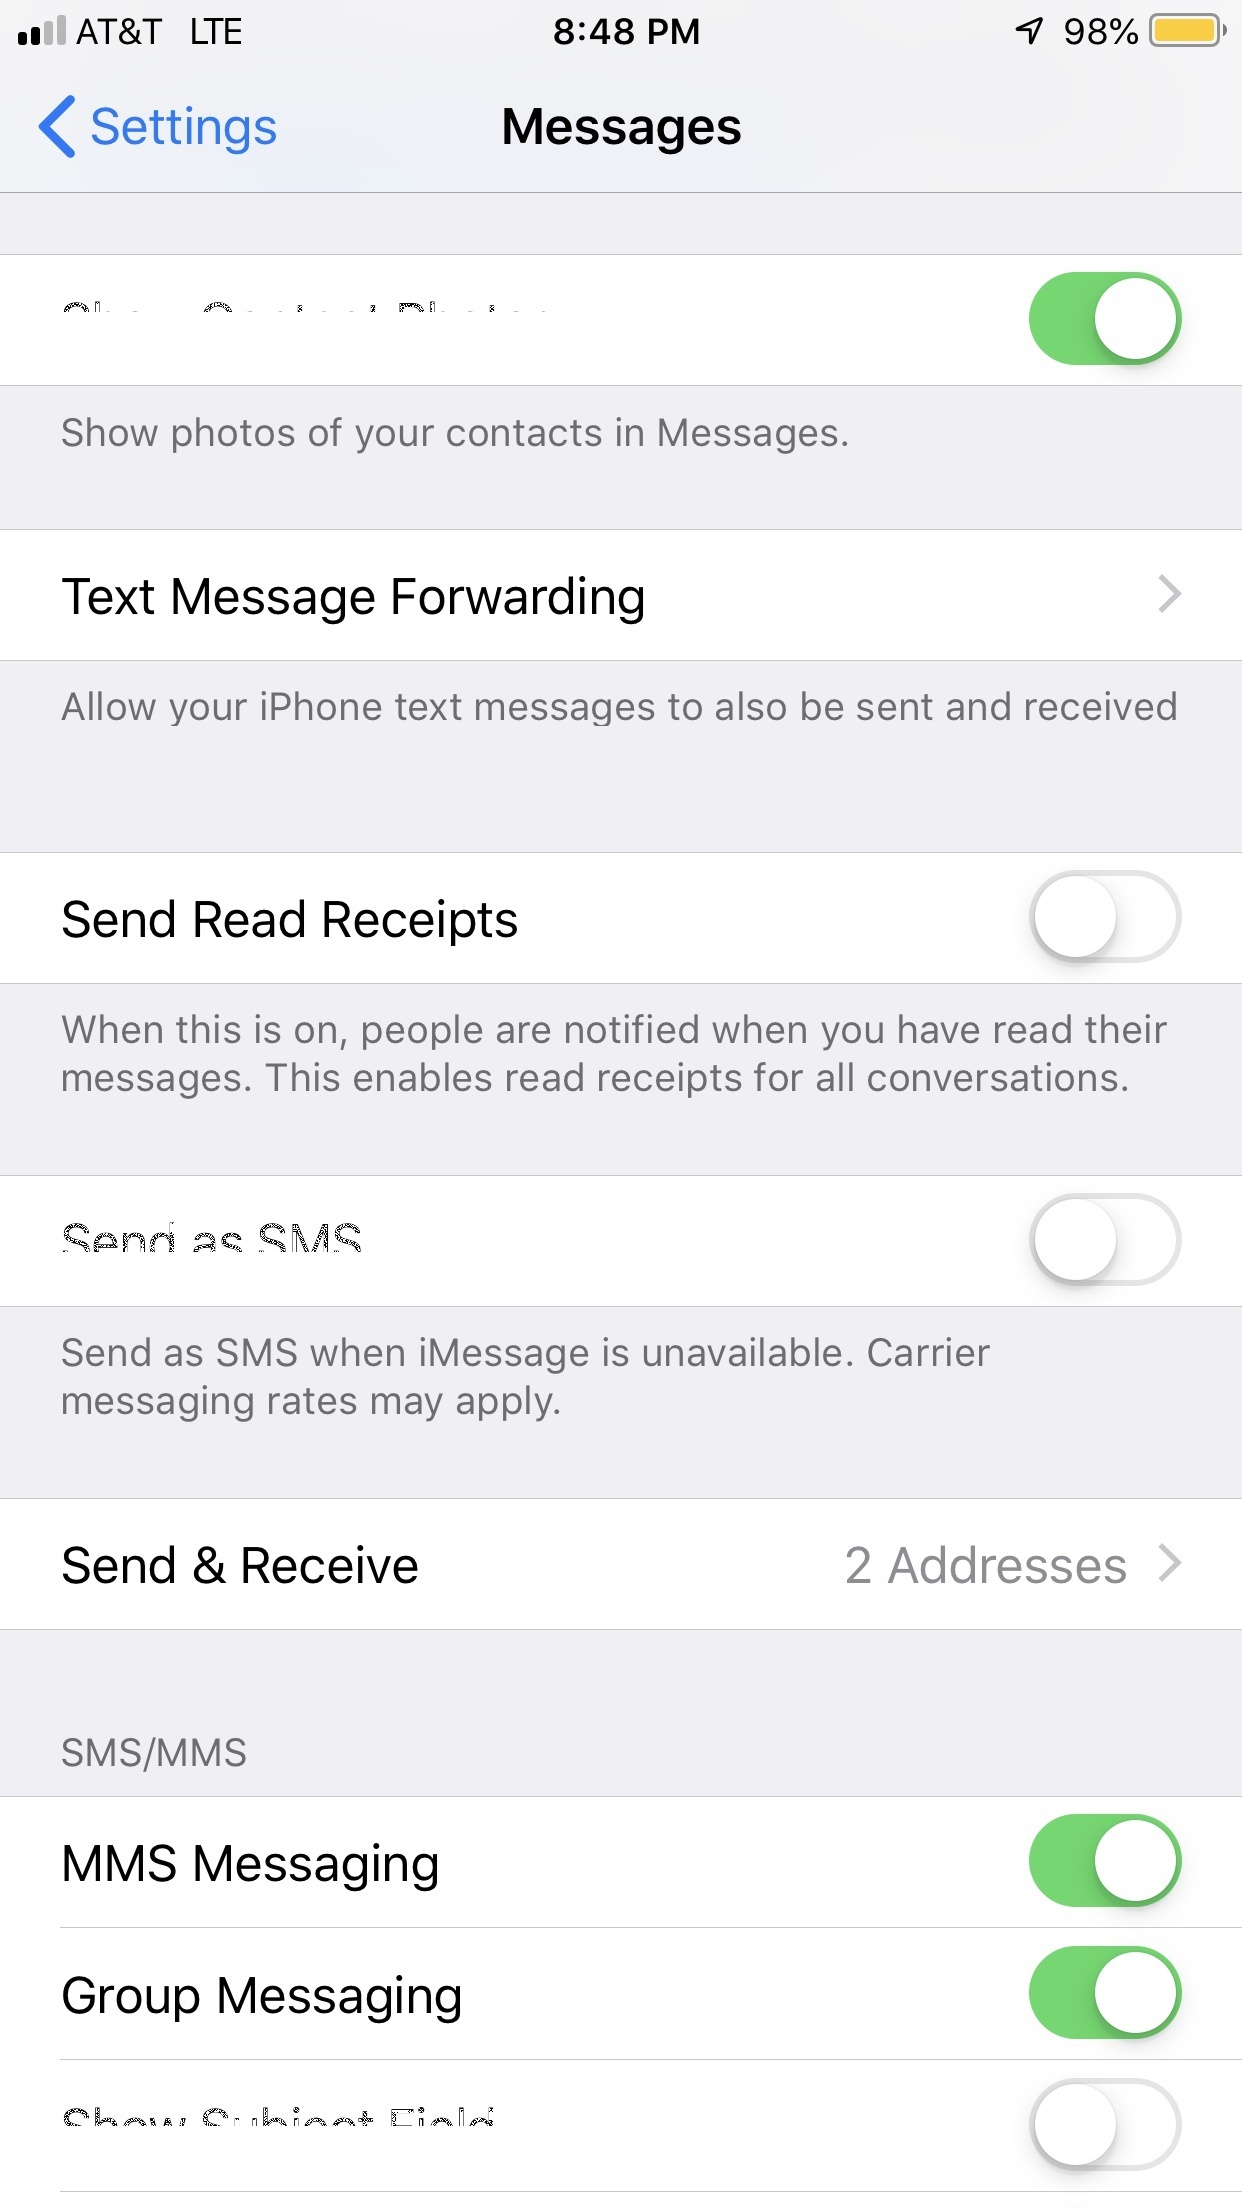 AT&T LTE 8:48 PM 98%
Settings Messages
Show photos of your contacts in Messages.
Text Message Forwarding
Allow your iPhone text messages to also be sent and received
Send Read Receipts
When this is on, people are notified when you have read their
messages. This enables read receipts for all conversations.
Send as SMS
Send as SMS when iMessage is unavailable. Carrier
messaging rates may apply.
Send & Receive 2 Addresses
SMS/MMS
MMS Messaging
Group Messaging
Show Subject Field